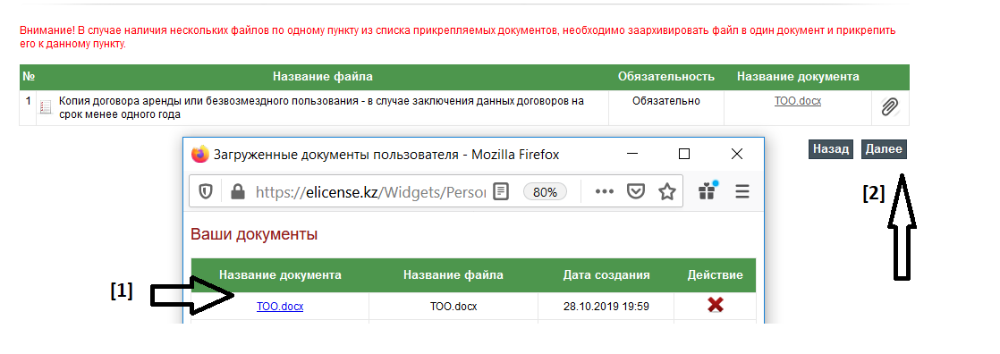 Внимание! В случае наличия нескольких файлов по одному пункту из списка прикрепляемых документов, необходимо заархивировать файл в один документ и прикрепить
его к данному пункту.
№ Название файла Обязательность Название документа
1 Копия договора аренды или безвозмездного пользования - в случае заключения данных договоров на
срок менее одного года
Обязательно
ТОО.docx
Назад Далее
Загруженные документы пользователя - Mozilla Firefox
https://elicense.kz/Widgets/Person 80%
[2]
Ваши документы
Название документа Название файла Дата создания Действие
[1]
ТОО.docx ТОО.docx 28.10.2019 19:59